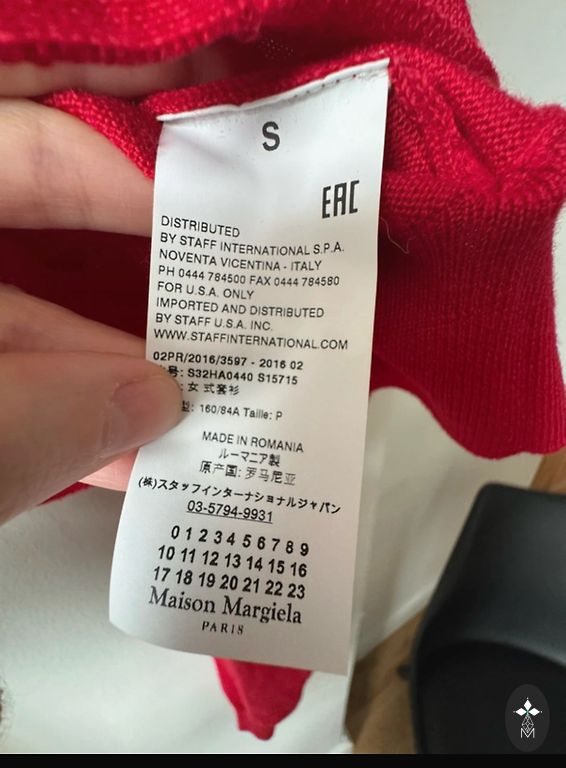 S
EAC
DISTRIBUTED
BY STAFF INTERNATIONAL S.P.A.
NOVENTA VICENTINA - ITALY
PH 0444 784500 FAX 0444 784580
FOR U.S.A. ONLY
IMPORTED AND DISTRIBUTED
BY STAFF U.S.A. INC.
WWW.STAFFINTERNATIONAL.COM
02PR/2016/3597 - 2016 02
号: S32HA0440 S15715
: 女式套衫
型: 160/84A Taille: P
MADE IN ROMANIA
ルーマニア製
原产国: 罗马尼亚
(株)スタッフインターナショナルジャパン
03-5794-9931
0 1 2 3 4 5 6 7 8 9
10 11 12 13 14 15 16
17 18 19 20 21 22 23
Maison Margiela
PARIS
M